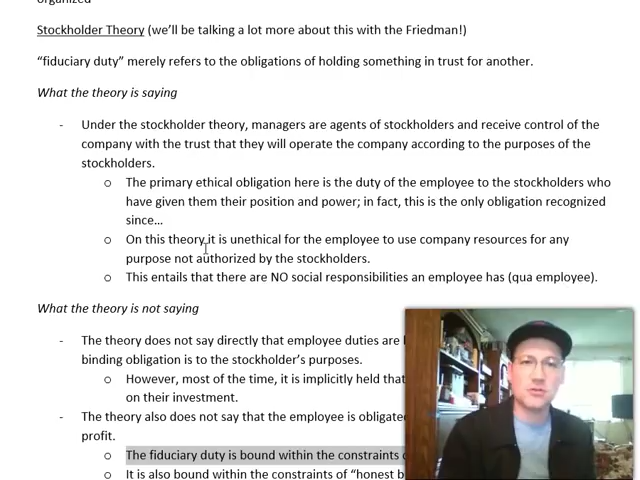 organized
Stockholder Theory (we'll be talking a lot more about this with the Friedman!)
"fiduciary duty" merely refers to the obligations of holding something in trust for another.
What the theory is saying
- Under the stockholder theory, managers are agents of stockholders and receive control of the
company with the trust that they will operate the company according to the purposes of the
stockholders.
o The primary ethical obligation here is the duty of the employee to the stockholders who
have given them their position and power; in fact, this is the only obligation recognized
since...
o On this theory it is unethical for the employee to use company resources for any
purpose not authorized by the stockholders.
o This entails that there are NO social responsibilities an employee has (qua employee).
What the theory is not saying
- The theory does not say directly that employee duties are
binding obligation is to the stockholder's purposes.
o However, most of the time, it is implicitly held that
on their investment.
- The theory also does not say that the employee is obligated
profit.
o The fiduciary duty is bound within the constraints
o It is also bound within the constraints of "honest